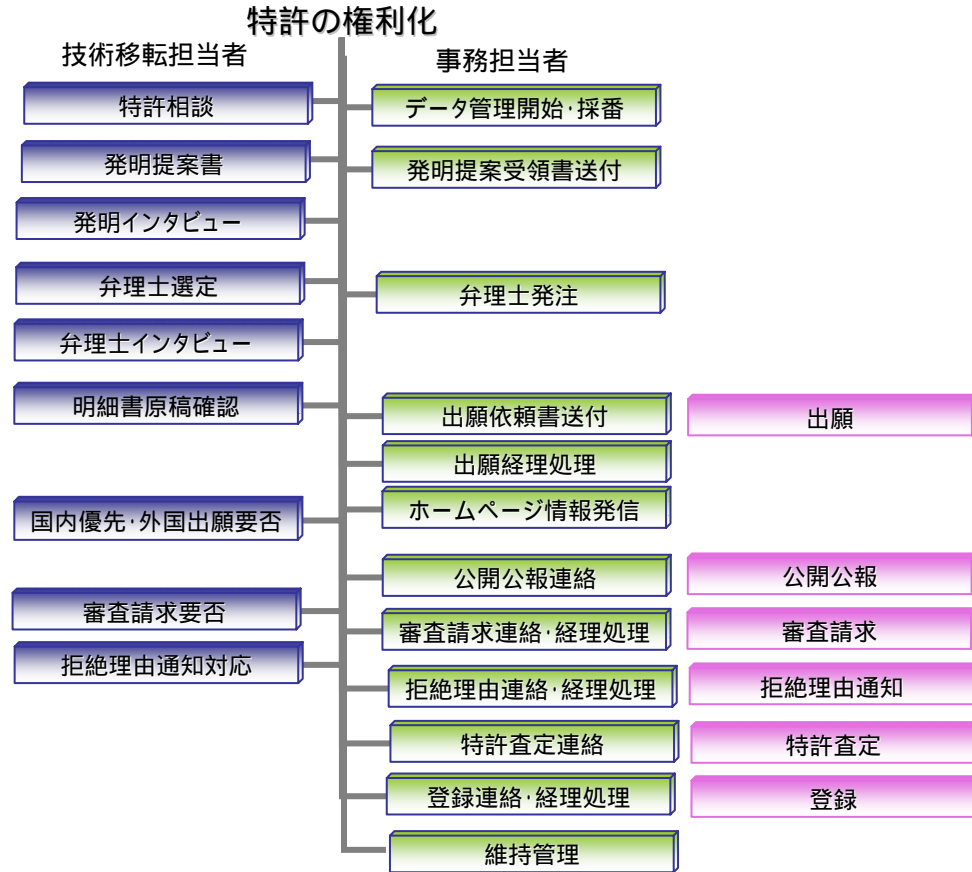 特許の権利化
技術移転担当者
事務担当者
特許相談
データ管理開始･採番
発明提案書
発明提案受領書送付
発明インタビュー
弁理士選定
弁理士発注
弁理士インタビュー
明細書原稿確認
出願依頼書送付
出願
出願経理処理
ホームページ情報発信
国内優先･外国出願要否
公開公報連絡
公開公報
審査請求要否
審査請求連絡･経理処理
審査請求
拒絶理由通知対応
拒絶理由連絡･経理処理
拒絶理由通知
特許査定連絡
特許査定
登録連絡･経理処理
登録
維持管理